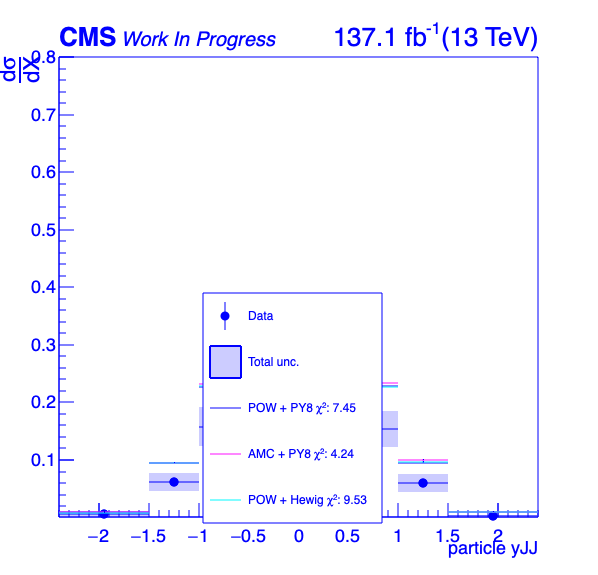 CMS Work In Progress 137.1 fb⁻¹(13 TeV)
dσ
dX
0.8
0.7
0.6
0.5
0.4
0.3
0.2
0.1
Data
Total unc.
POW + PY8 χ²: 7.45
AMC + PY8 χ²: 4.24
POW + Hewig χ²: 9.53
−2 −1.5 −1 −0.5 0 0.5 1 1.5 2
particle yJJ